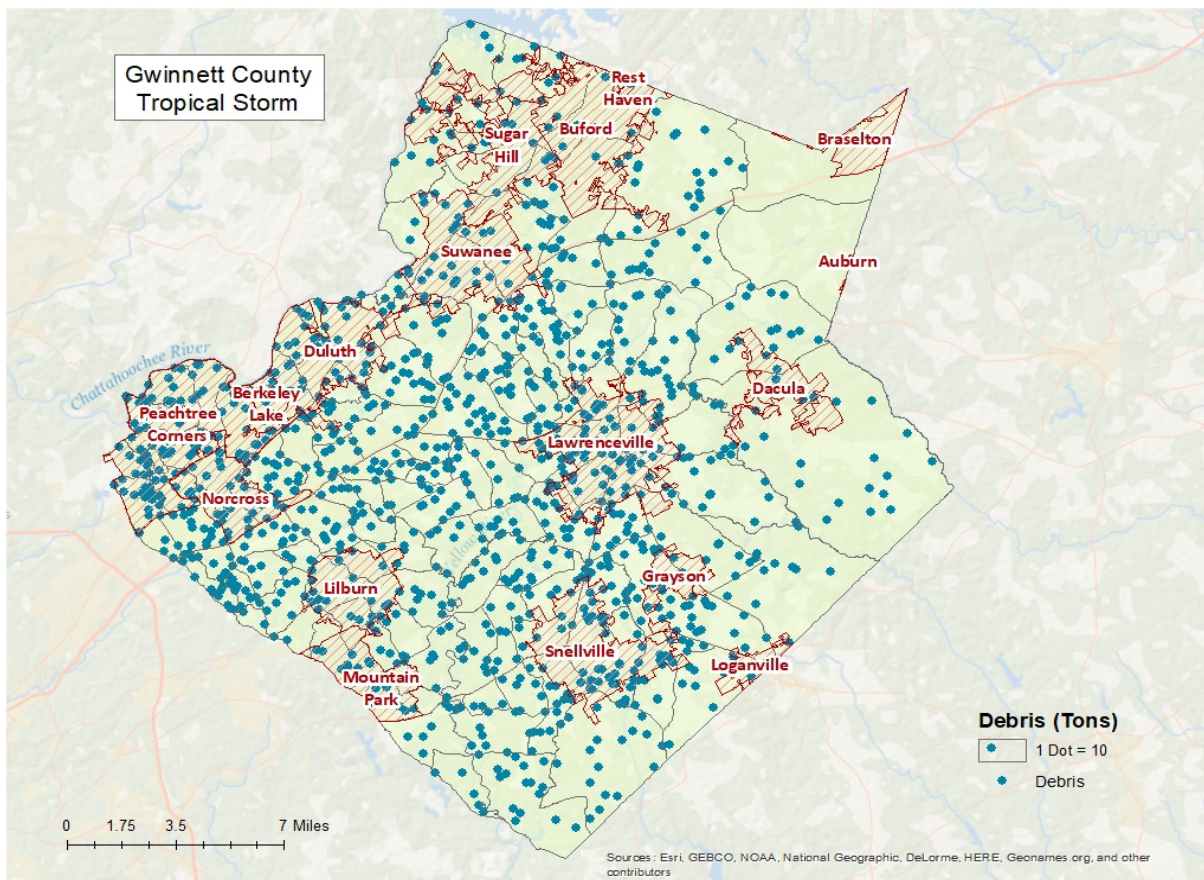 Gwinnett County
Tropical Storm
Rest
Haven
Sugar
Hill
Buford
Braselton
Suwanee
Auburn
Chattahoochee River
Duluth
Berkeley
Lake
Dacula
Peachtree
Corners
Lawrenceville
Norcross
Lilburn
Grayson
Snellville
Loganville
Mountain
Park
Debris (Tons)
1 Dot = 10
Debris
0 1.75 3.5 7 Miles
Sources: Esri, GEBCO, NOAA, National Geographic, DeLorme, HERE, Geonames.org, and other
contributors